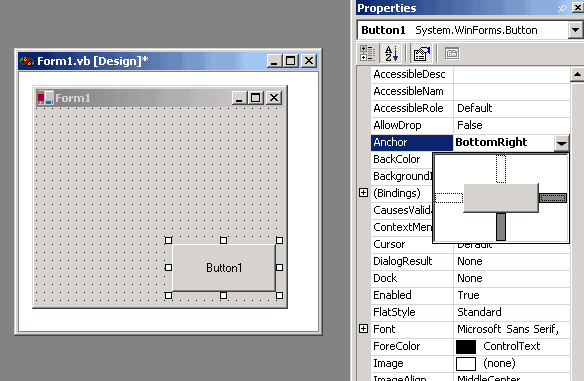 Properties
Button1 System.WinForms.Button
Form1.vb [Design]*
Form1
Button1
AccessibleDesc
AccessibleNam
AccessibleRole Default
AllowDrop False
Anchor BottomRight
BackColor
BackgroundI
(Bindings)
CausesValida
ContextMen
Cursor Default
DialogResult None
Dock None
Enabled True
FlatStyle Standard
Font Microsoft Sans Serif,
ForeColor ControlText
Image (none)
ImageAlign MiddleCenter